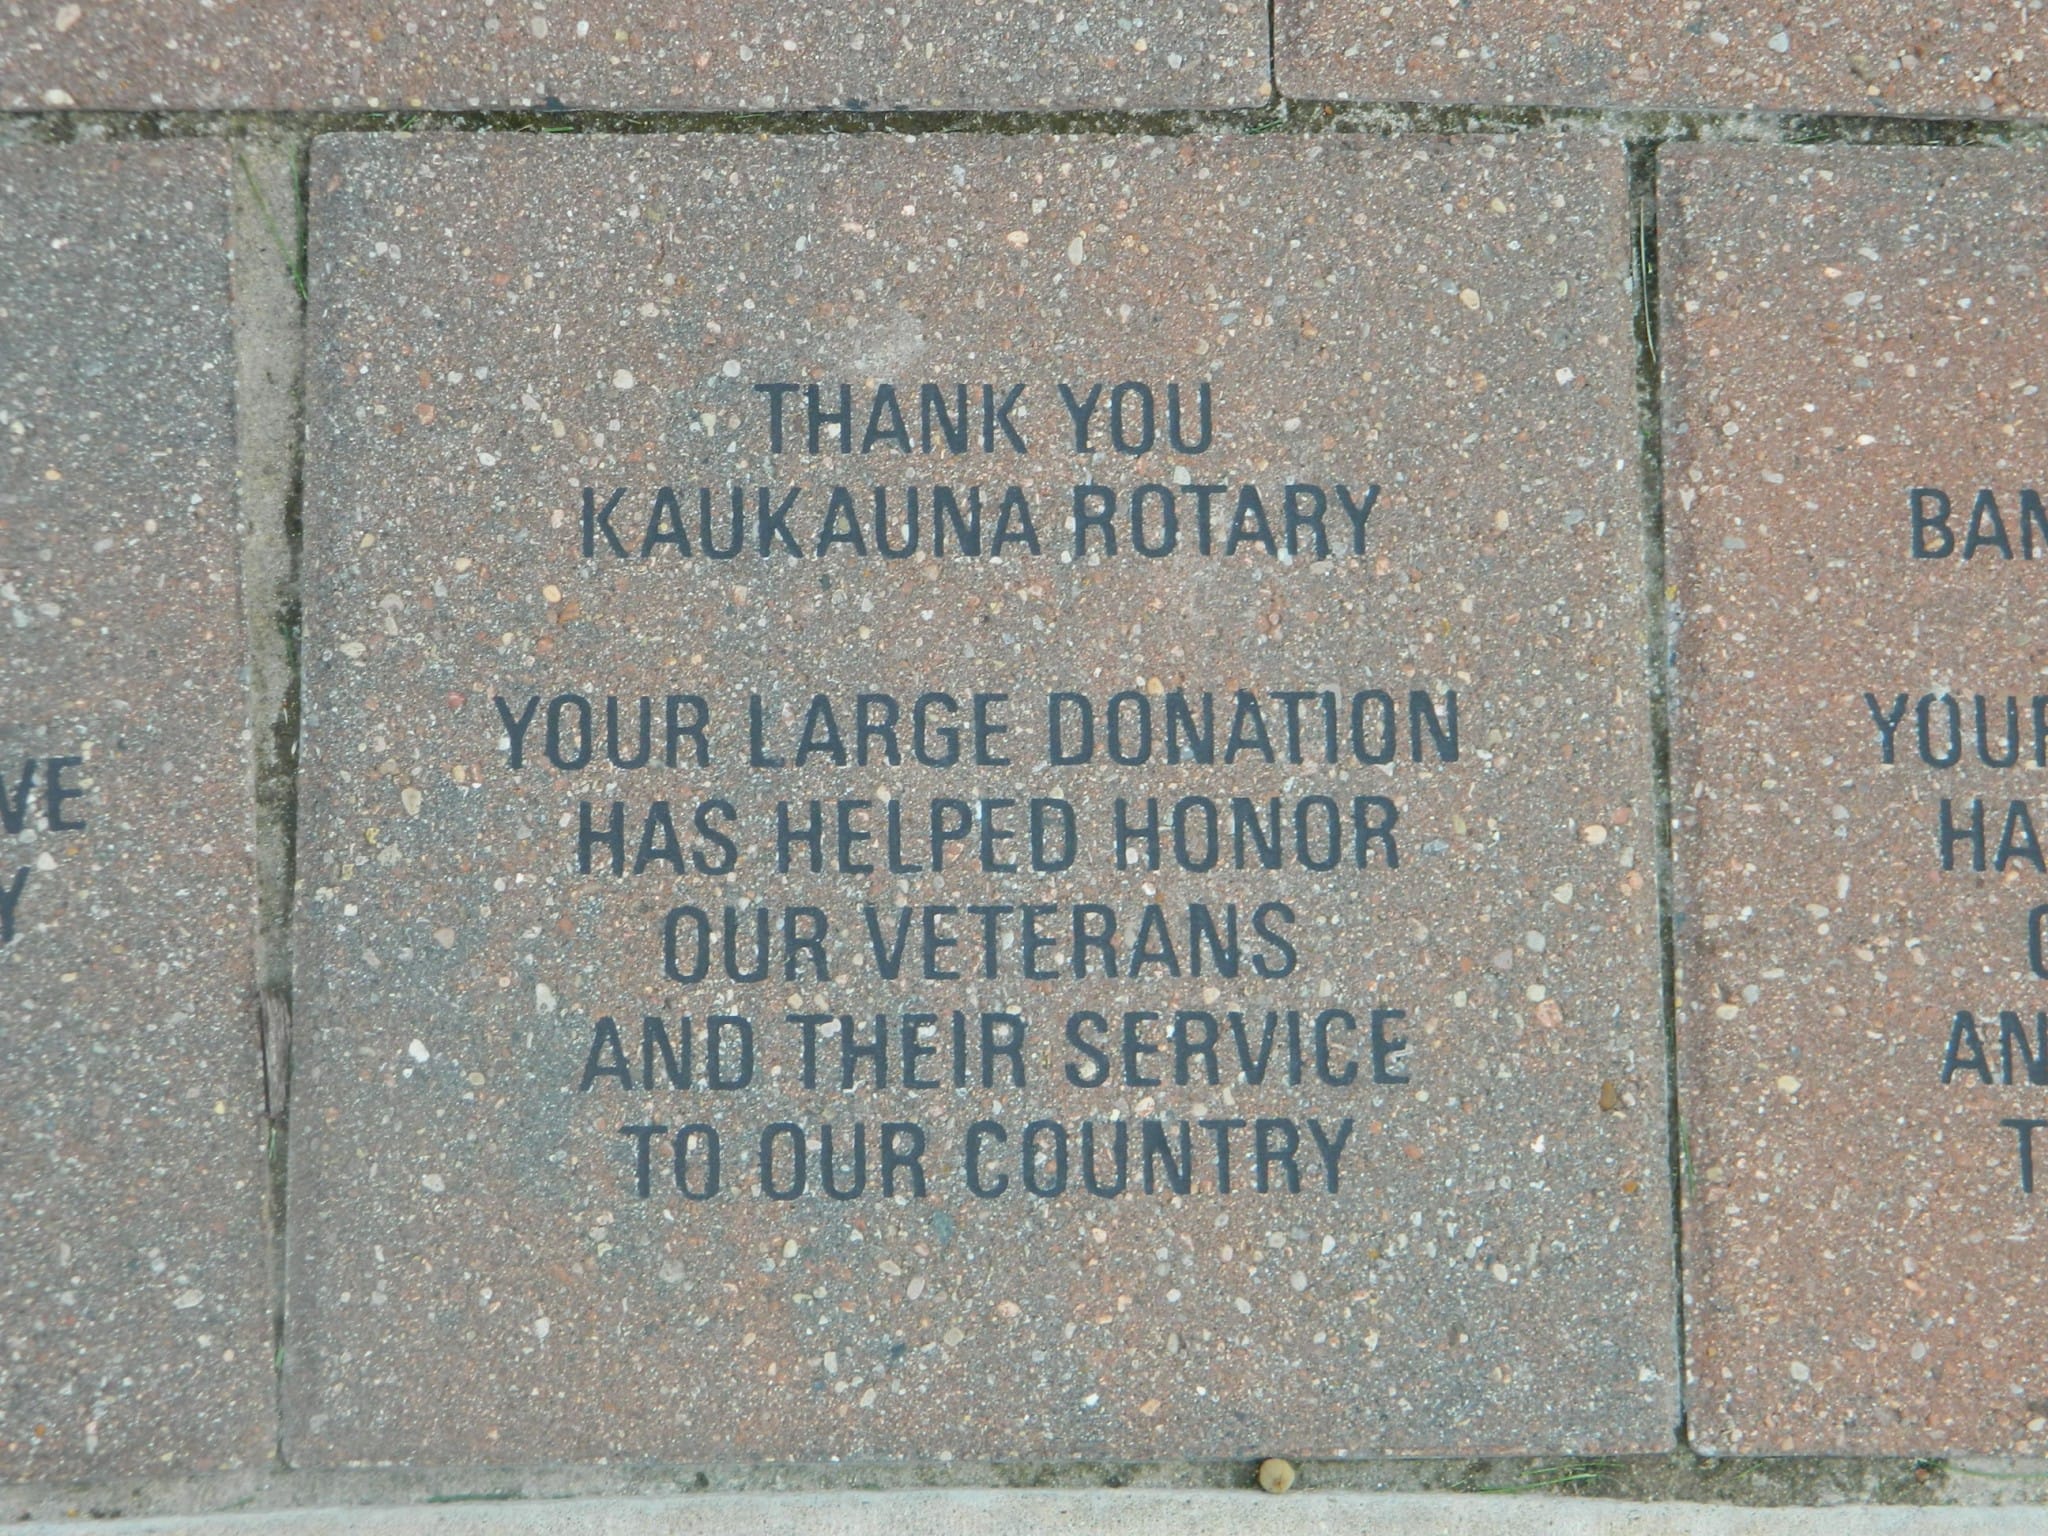 THANK YOU
KAUKAUNA ROTARY
YOUR LARGE DONATION
HAS HELPED HONOR
OUR VETERANS
AND THEIR SERVICE
TO OUR COUNTRY